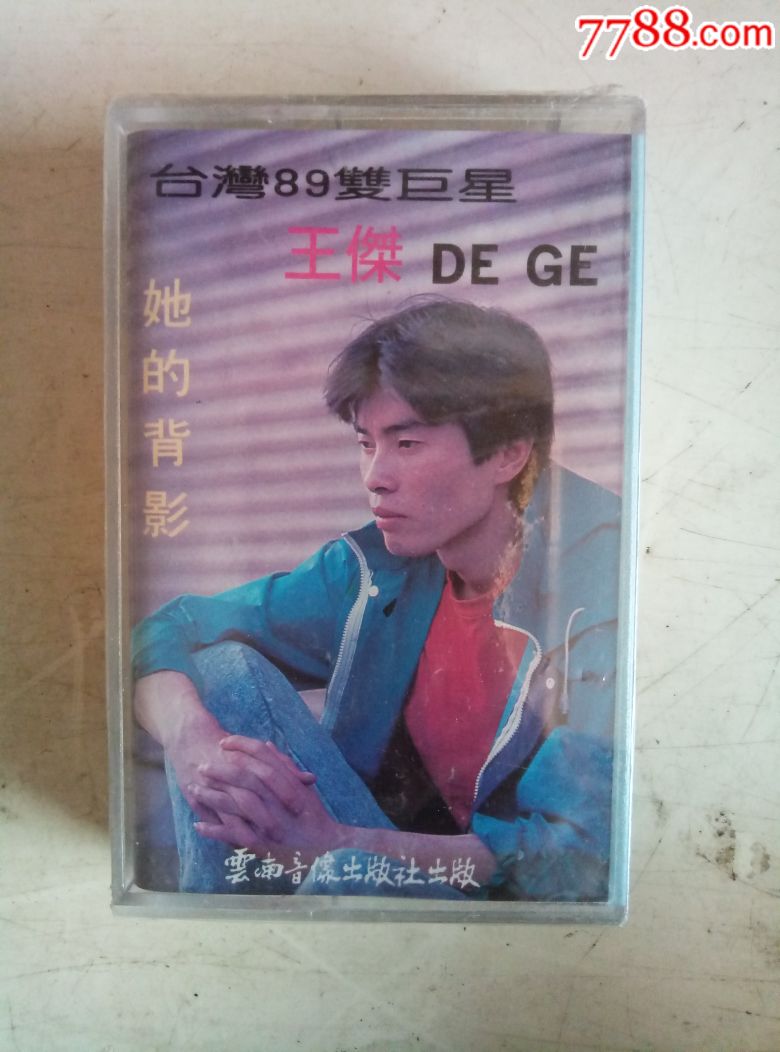 7788.com
台灣89雙巨星
王傑 DE GE
她的背影
雲南音像出版社出版